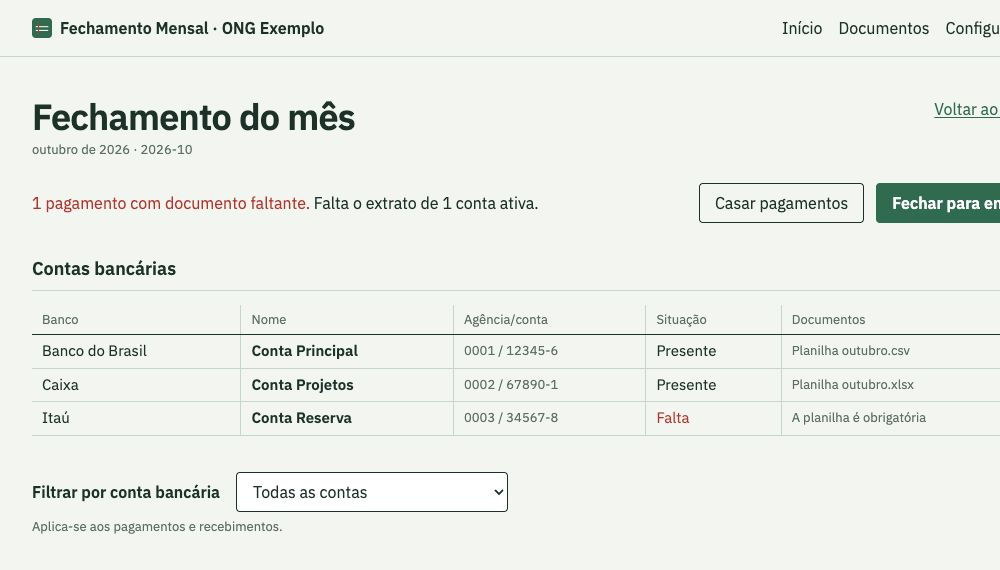 Fechamento Mensal · ONG Exemplo
Início Documentos Configu
Fechamento do mês
Voltar ao
outubro de 2026 · 2026-10
1 pagamento com documento faltante. Falta o extrato de 1 conta ativa.
Casar pagamentos
Fechar para en
Contas bancárias
Banco Nome Agência/conta Situação Documentos
Banco do Brasil Conta Principal 0001 / 12345-6 Presente Planilha outubro.csv
Caixa Conta Projetos 0002 / 67890-1 Presente Planilha outubro.xlsx
Itaú Conta Reserva 0003 / 34567-8 Falta A planilha é obrigatória
Filtrar por conta bancária Todas as contas
Aplica-se aos pagamentos e recebimentos.